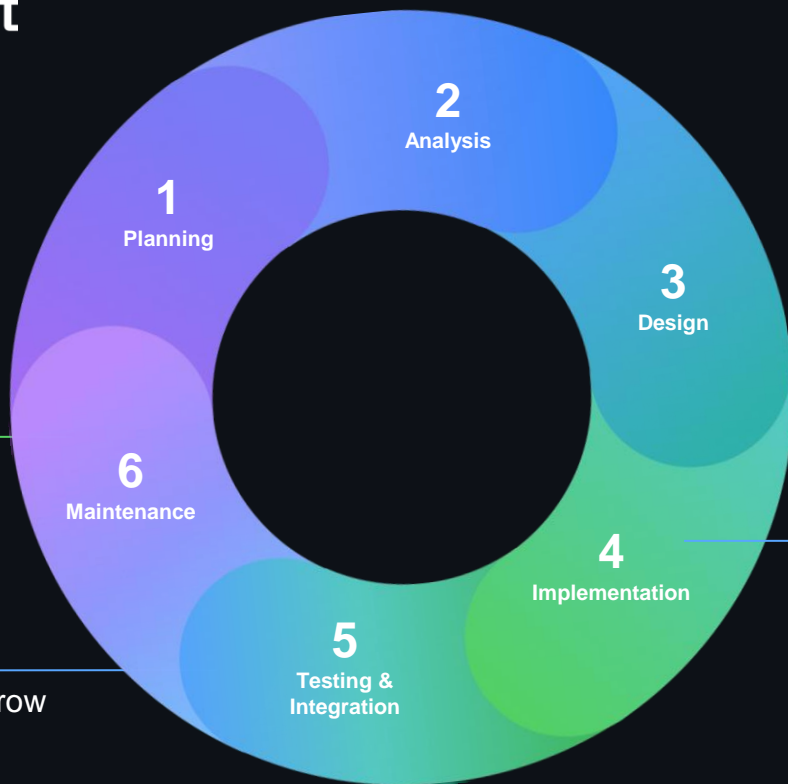 t
2
Analysis
1
Planning
3
Design
6
Maintenance
4
Implementation
5
Testing &
Integration
row